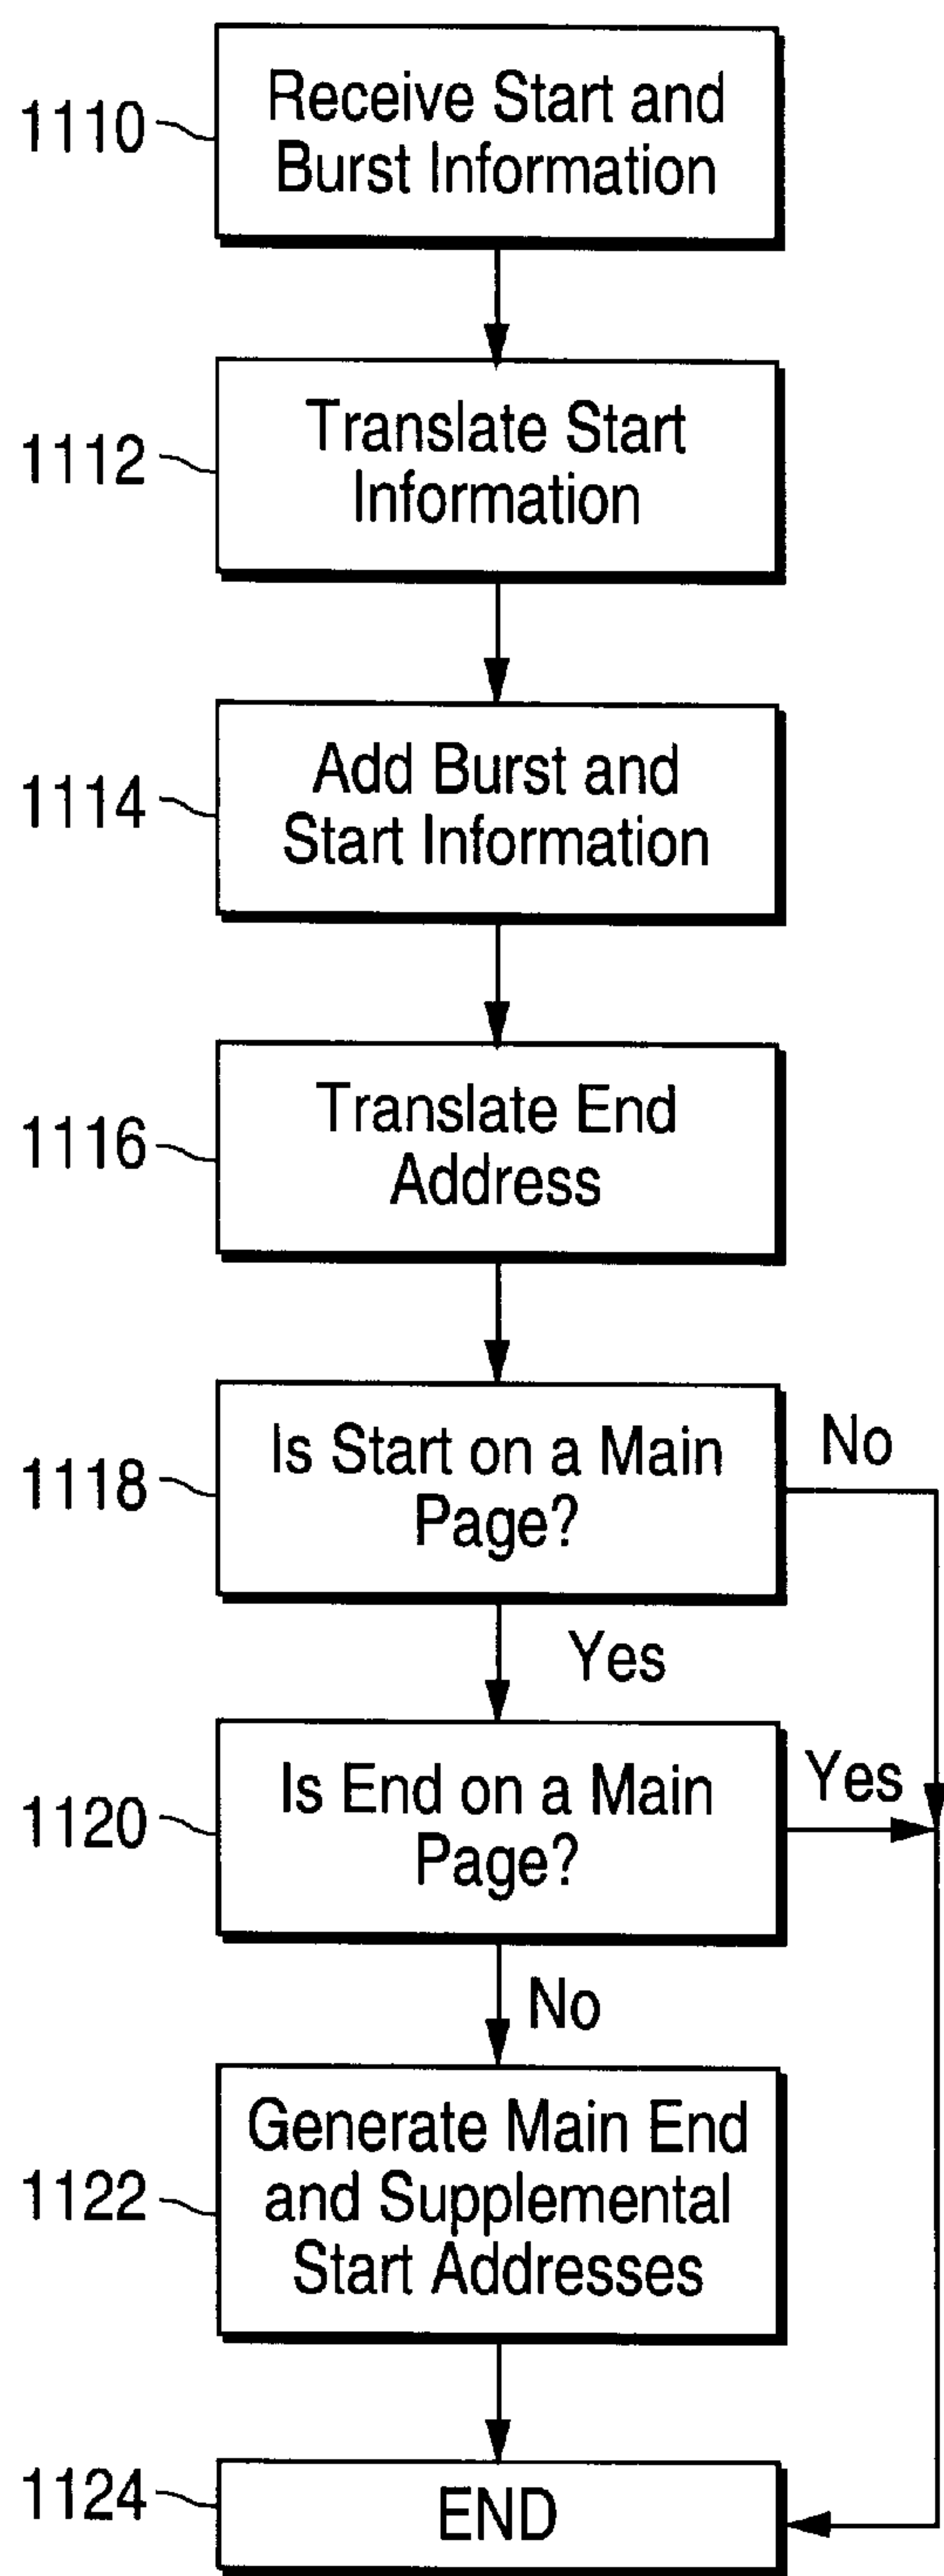 1110
Receive Start and
Burst Information
1112
Translate Start
Information
1114
Add Burst and
Start Information
1116
Translate End
Address
1118
Is Start on a Main
Page?
No
Yes
1120
Is End on a Main
Page?
Yes
No
1122
Generate Main End
and Supplemental
Start Addresses
1124
END